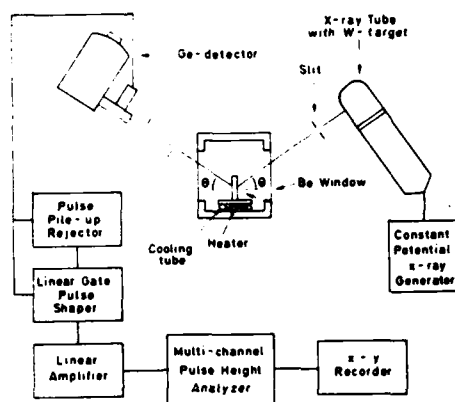 X-ray Tube
with W-target
Ge-detector
Slit
θ
θ
Be Window
Cooling
tube
Heater
Pulse
Pile-up
Rejector
Constant
Potential
x-ray
Generator
Linear Gate
Pulse
Shaper
Linear
Amplifier
Multi-channel
Pulse Height
Analyzer
x-y
Recorder